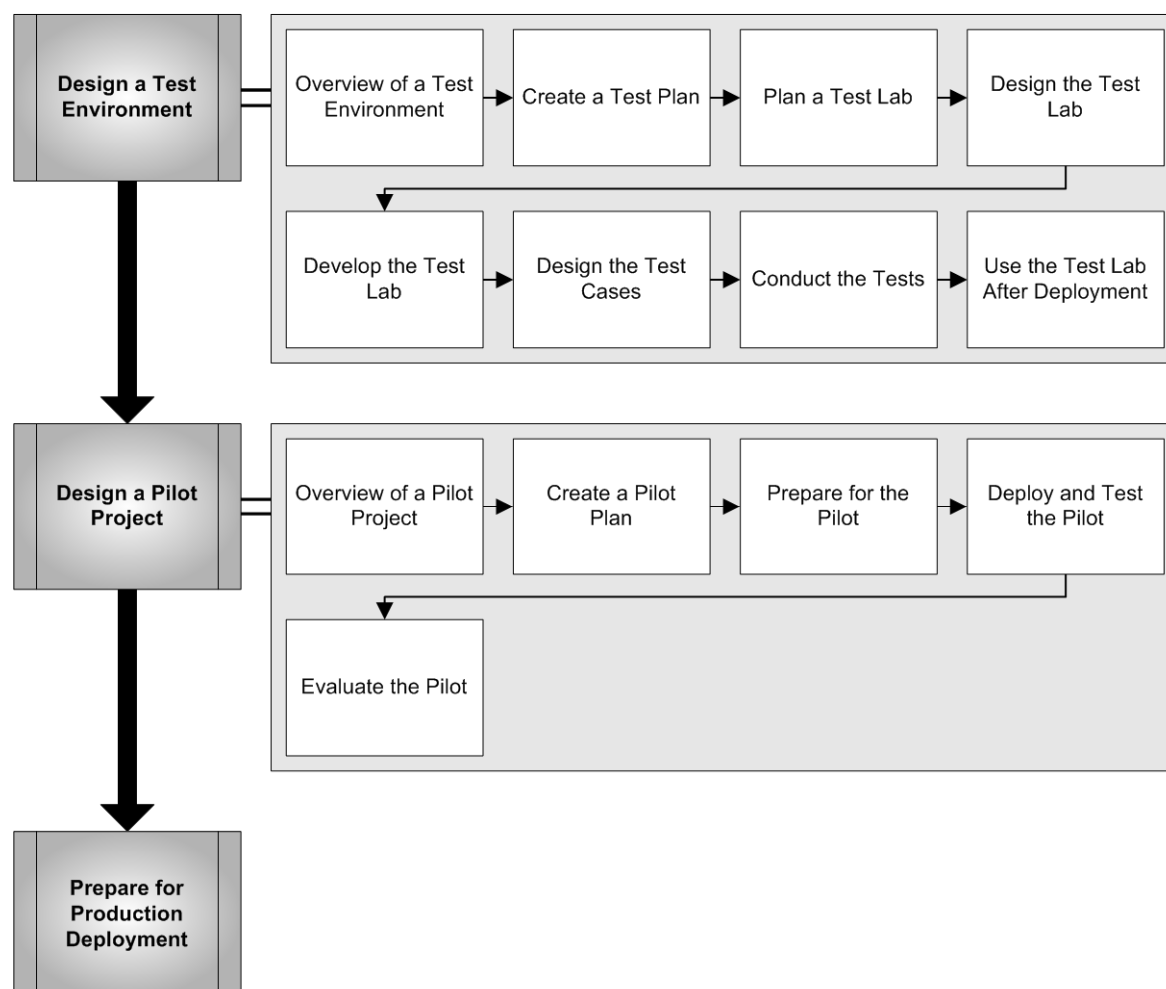 Design a Test
Environment
Overview of a Test
Environment
Create a Test Plan
Plan a Test Lab
Design the Test
Lab
Develop the Test
Lab
Design the Test
Cases
Conduct the Tests
Use the Test Lab
After Deployment
Design a Pilot
Project
Overview of a Pilot
Project
Create a Pilot
Plan
Prepare for the
Pilot
Deploy and Test
the Pilot
Evaluate the Pilot
Prepare for
Production
Deployment